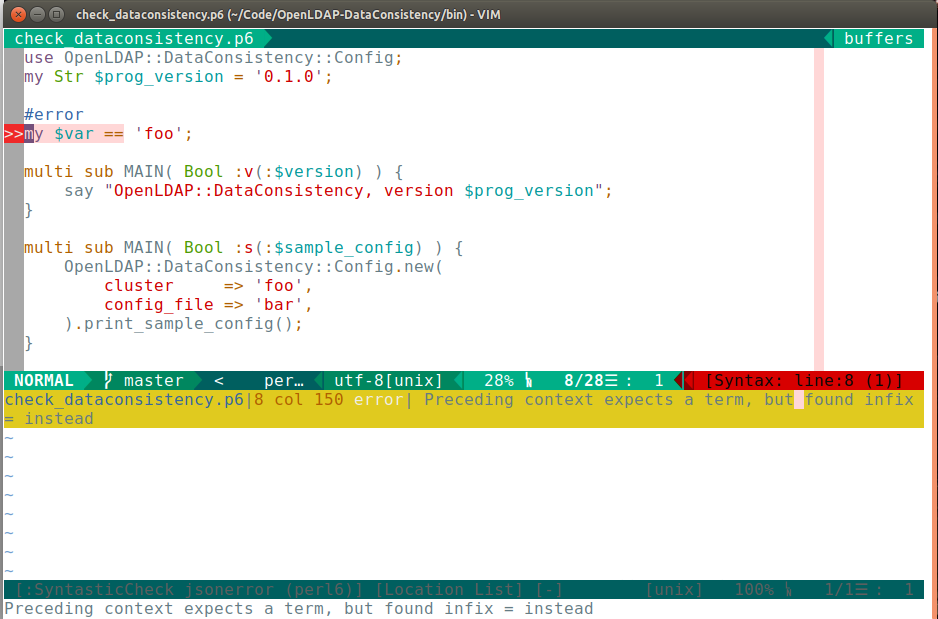 check_dataconsistency.p6 (~/Code/OpenLDAP-DataConsistency/bin) - VIM
check_dataconsistency.p6 buffers
use OpenLDAP::DataConsistency::Config;
my Str $prog_version = '0.1.0';
#error
>>my $var == 'foo';
multi sub MAIN( Bool :v(:$version) ) {
    say "OpenLDAP::DataConsistency, version $prog_version";
}
multi sub MAIN( Bool :s(:$sample_config) ) {
    OpenLDAP::DataConsistency::Config.new(
        cluster     => 'foo',
        config_file => 'bar',
    ).print_sample_config();
}
NORMAL master < per… utf-8[unix] 28% 8/28☰ : 1 [Syntax: line:8 (1)]
check_dataconsistency.p6|8 col 150 error| Preceding context expects a term, but found infix
= instead
~
~
~
~
~
~
~
~
[:SyntasticCheck jsonerror (perl6)] [Location List] [-] [unix] 100% 1/1☰ : 1
Preceding context expects a term, but found infix = instead